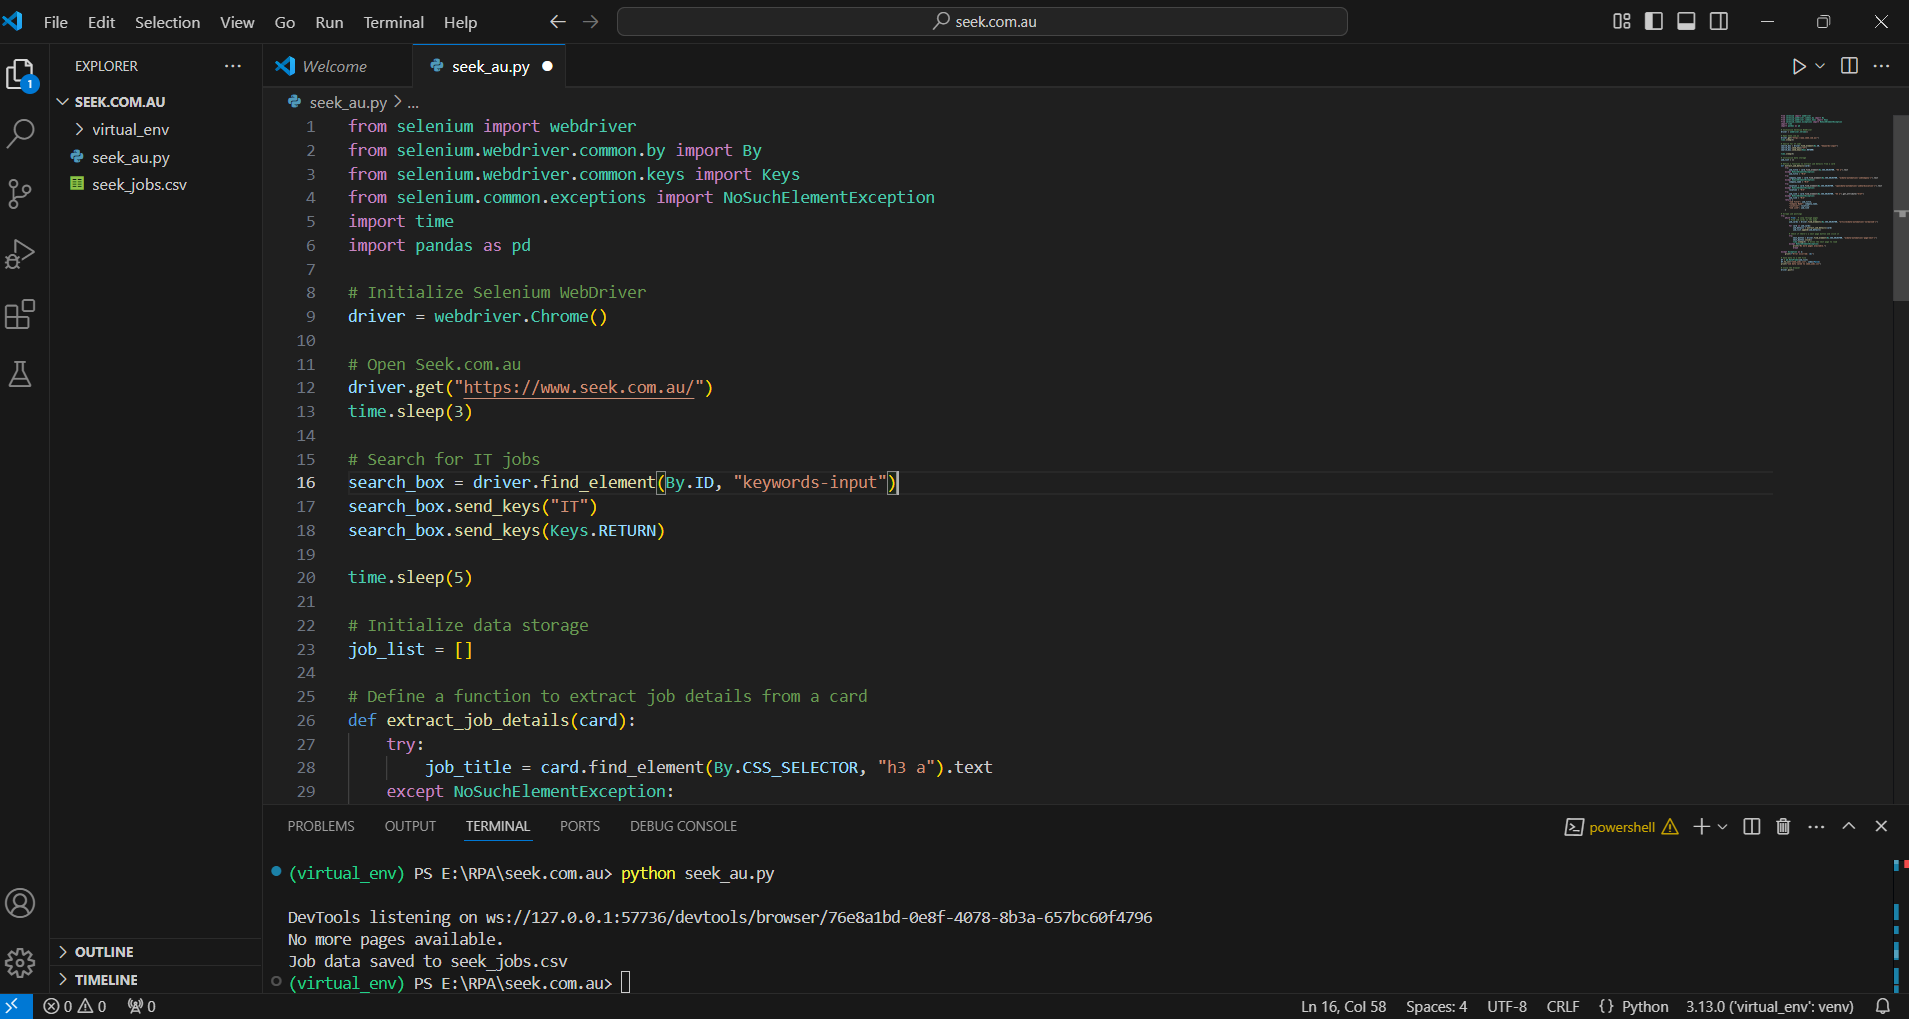 File Edit Selection View Go Run Terminal Help
seek.com.au
EXPLORER
SEEK.COM.AU
virtual_env
seek_au.py
seek_jobs.csv
OUTLINE
TIMELINE
1
Welcome
seek_au.py
seek_au.py > ...
1 from selenium import webdriver
2 from selenium.webdriver.common.by import By
3 from selenium.webdriver.common.keys import Keys
4 from selenium.common.exceptions import NoSuchElementException
5 import time
6 import pandas as pd
7
8 # Initialize Selenium WebDriver
9 driver = webdriver.Chrome()
10
11 # Open Seek.com.au
12 driver.get("https://www.seek.com.au/")
13 time.sleep(3)
14
15 # Search for IT jobs
16 search_box = driver.find_element(By.ID, "keywords-input")
17 search_box.send_keys("IT")
18 search_box.send_keys(Keys.RETURN)
19
20 time.sleep(5)
21
22 # Initialize data storage
23 job_list = []
24
25 # Define a function to extract job details from a card
26 def extract_job_details(card):
27 try:
28 job_title = card.find_element(By.CSS_SELECTOR, "h3 a").text
29 except NoSuchElementException:
PROBLEMS OUTPUT TERMINAL PORTS DEBUG CONSOLE
powershell
(virtual_env) PS E:\RPA\seek.com.au> python seek_au.py
DevTools listening on ws://127.0.0.1:57736/devtools/browser/76e8a1bd-0e8f-4078-8b3a-657bc60f4796
No more pages available.
Job data saved to seek_jobs.csv
(virtual_env) PS E:\RPA\seek.com.au>
0 0 0
Ln 16, Col 58 Spaces: 4 UTF-8 CRLF {} Python 3.13.0 ('virtual_env': venv)